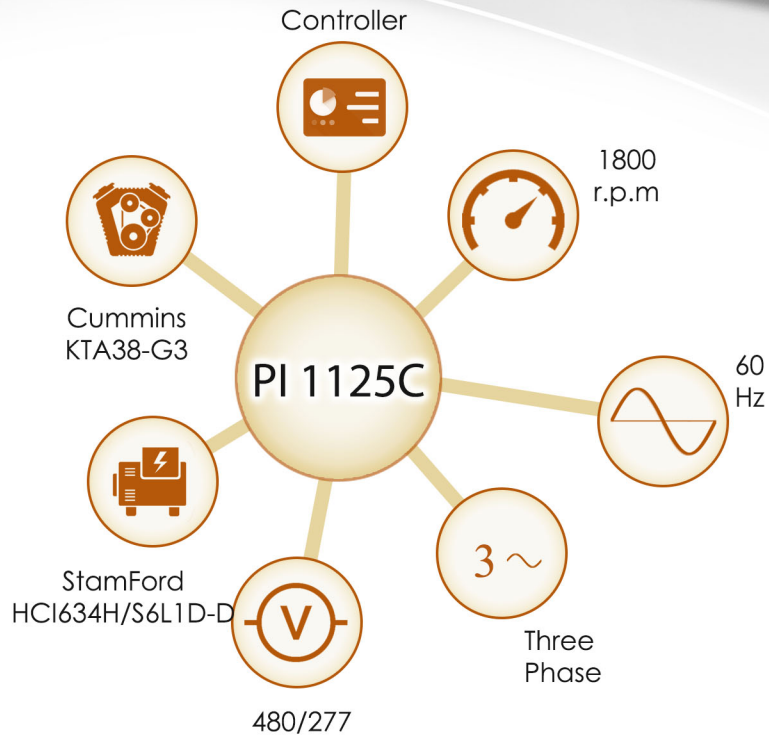 Controller
1800
r.p.m
Cummins
KTA38-G3
PI 1125C
60
Hz
StamFord
HCI634H/S6L1D-D
3 ~
V
Three
Phase
480/277